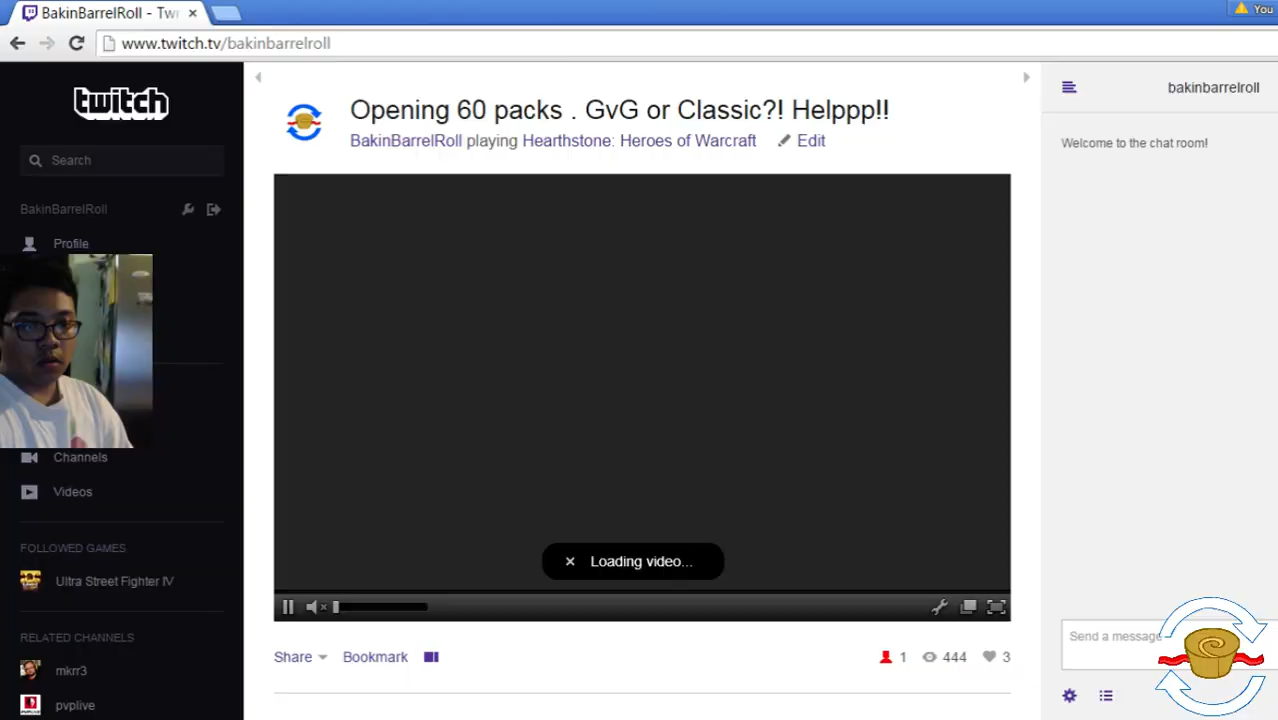 BakinBarrelRoll - Tw
You
www.twitch.tv/bakinbarrelroll
twitch
Search
BakinBarrelRoll
Profile
Channels
Videos
FOLLOWED GAMES
Ultra Street Fighter IV
RELATED CHANNELS
mkrr3
pvplive
Opening 60 packs . GvG or Classic?! Helppp!!
BakinBarrelRoll playing Hearthstone: Heroes of Warcraft Edit
Loading video...
Share Bookmark 1 444 3
bakinbarrelroll
Welcome to the chat room!
Send a message